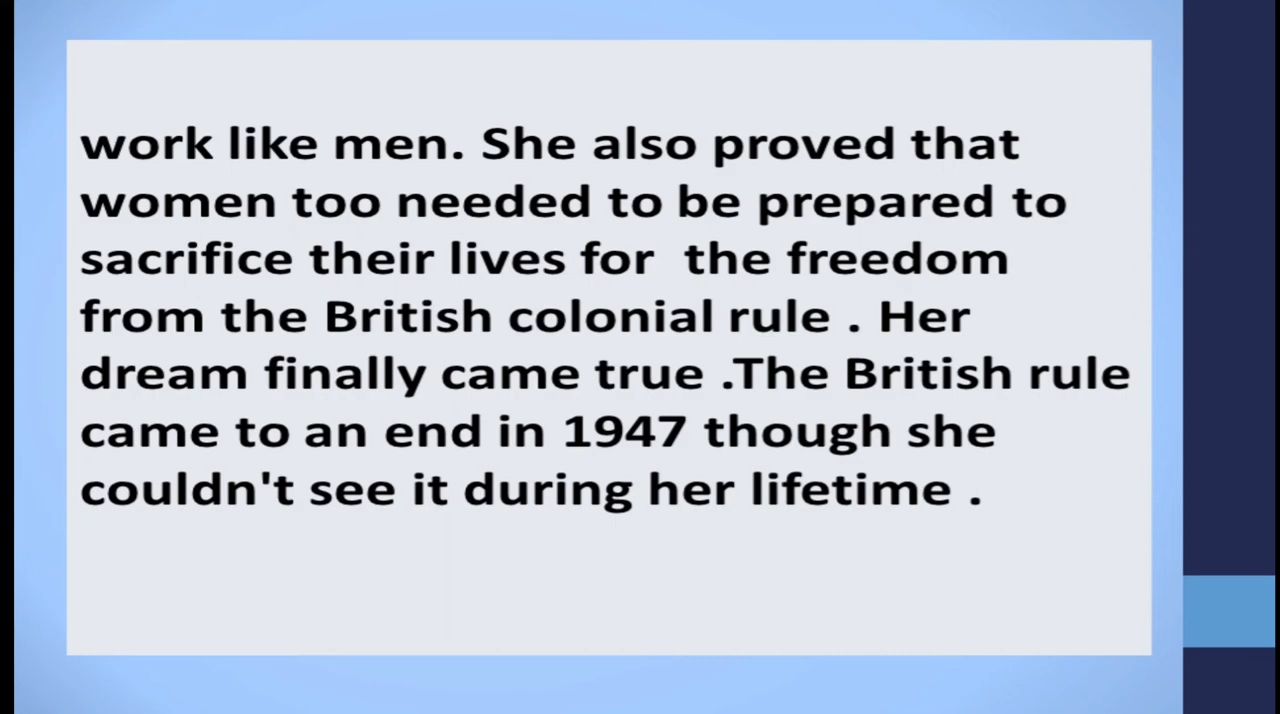 work like men. She also proved that
women too needed to be prepared to
sacrifice their lives for  the freedom
from the British colonial rule . Her
dream finally came true .The British rule
came to an end in 1947 though she
couldn't see it during her lifetime .